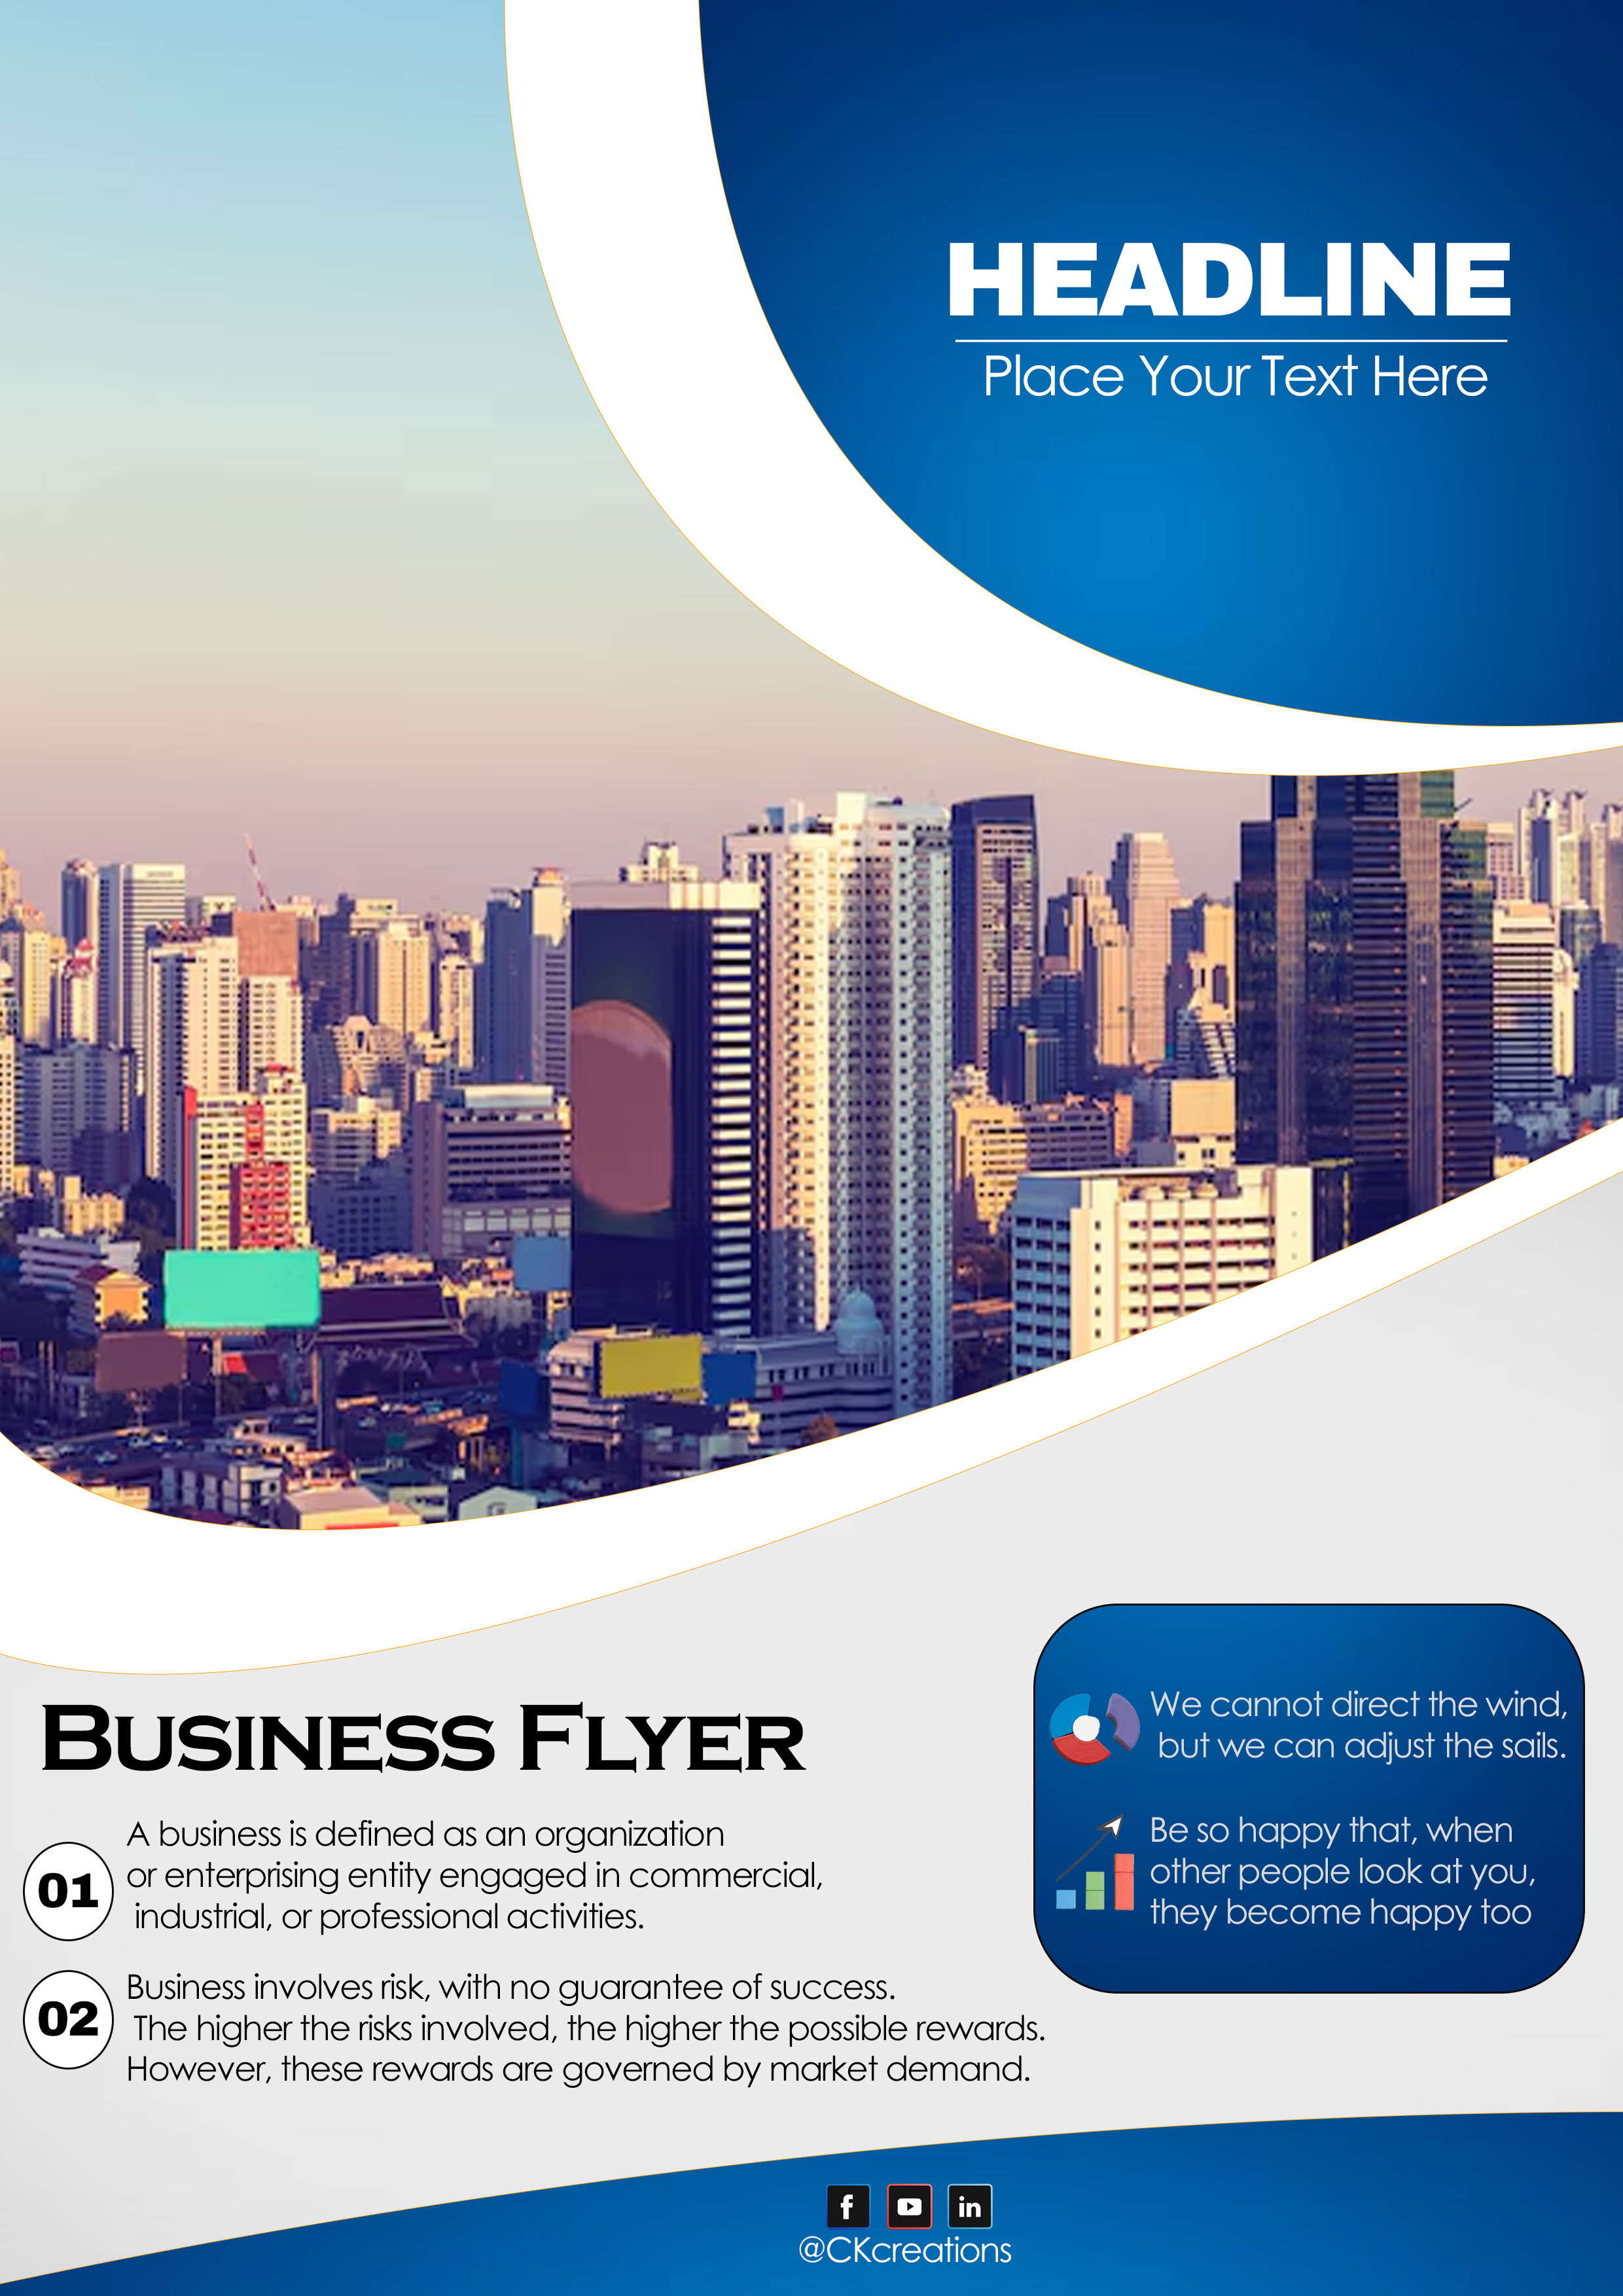 HEADLINE
Place Your Text Here
BUSINESS FLYER
01
A business is defined as an organization
or enterprising entity engaged in commercial,
industrial, or professional activities.
02
Business involves risk, with no guarantee of success.
The higher the risks involved, the higher the possible rewards.
However, these rewards are governed by market demand.
We cannot direct the wind,
but we can adjust the sails.
Be so happy that, when
other people look at you,
they become happy too
f
in
@CKcreations